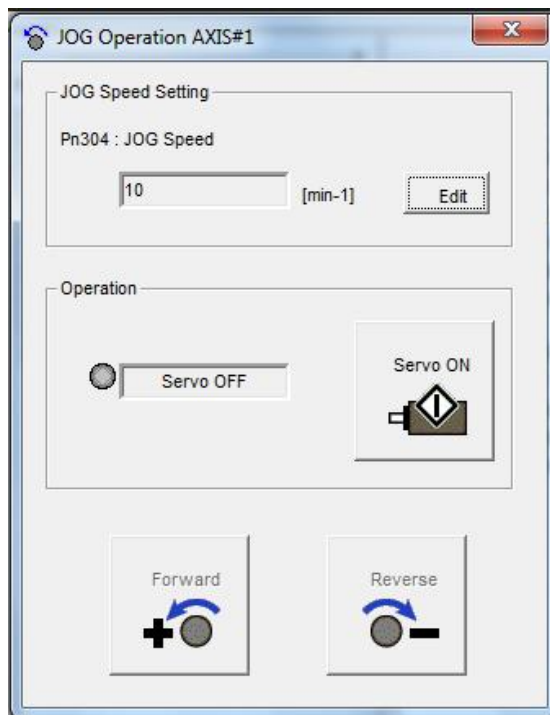 JOG Operation AXIS#1
JOG Speed Setting
Pn304 : JOG Speed
10 [min-1] Edit
Operation
Servo OFF
Servo ON
Forward Reverse